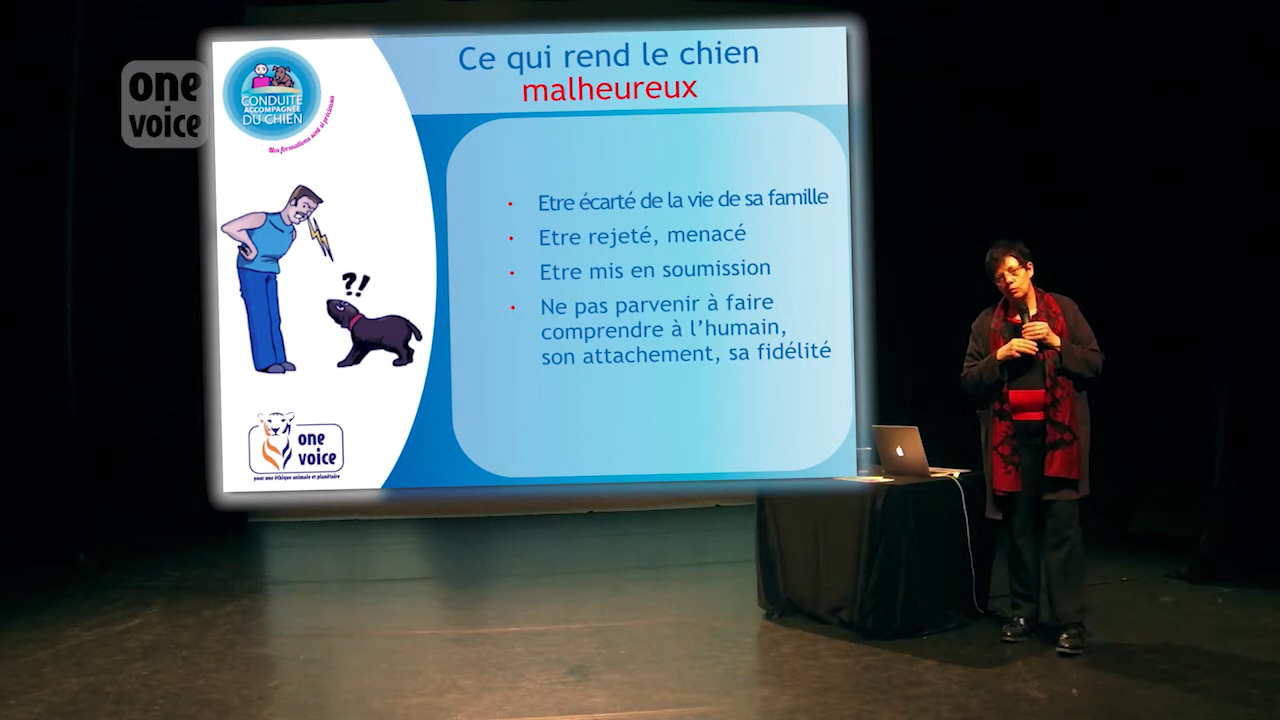 one
voice
Ce qui rend le chien
malheureux
CONDUITE
ACCOMPAGNÉE
DU CHIEN
Nos formations sont si précieuses
• Etre écarté de la vie de sa famille
• Etre rejeté, menacé
• Etre mis en soumission
• Ne pas parvenir à faire
comprendre à l'humain,
son attachement, sa fidélité
?!
one
voice
pour une éthique animale et planétaire